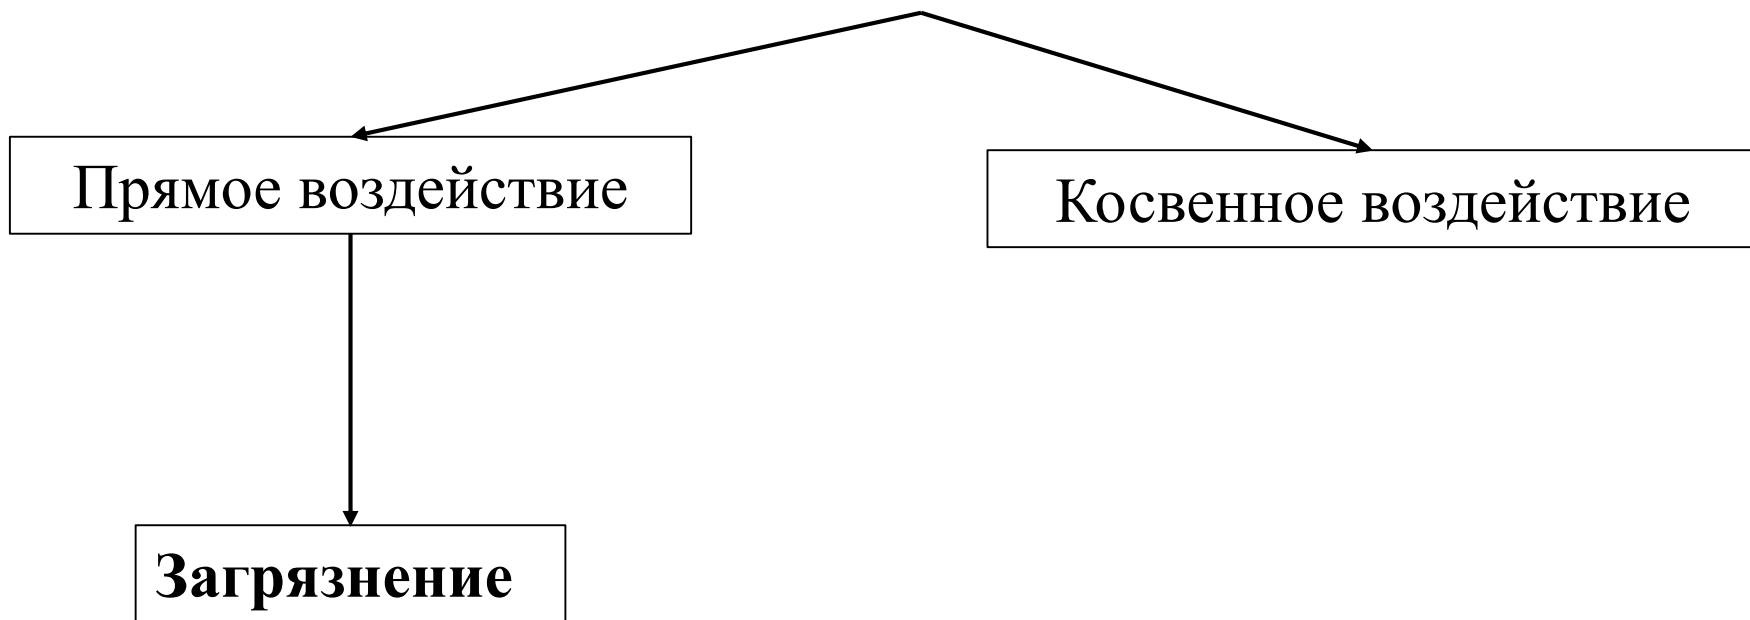 Прямое воздействие
Косвенное воздействие
Загрязнение